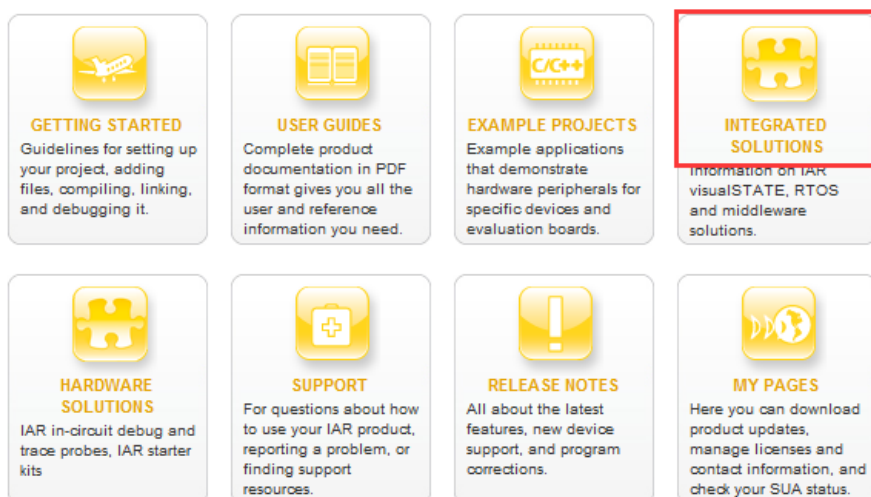 GETTING STARTED
Guidelines for setting up
your project, adding
files, compiling, linking,
and debugging it.
USER GUIDES
Complete product
documentation in PDF
format gives you all the
user and reference
information you need.
C/C++
EXAMPLE PROJECTS
Example applications
that demonstrate
hardware peripherals for
specific devices and
evaluation boards.
INTEGRATED
SOLUTIONS
Information on IAR
visualSTATE, RTOS
and middleware
solutions.
HARDWARE
SOLUTIONS
IAR in-circuit debug and
trace probes, IAR starter
kits
SUPPORT
For questions about how
to use your IAR product,
reporting a problem, or
finding support
resources.
RELEASE NOTES
All about the latest
features, new device
support, and program
corrections.
MY PAGES
Here you can download
product updates,
manage licenses and
contact information, and
check your SUA status.